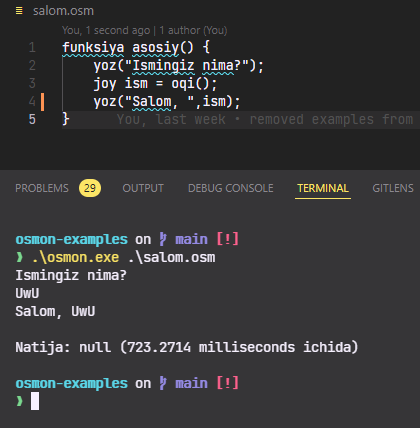 salom.osm
You, 1 second ago | 1 author (You)
1 funksiya asosiy() {
2 yoz("Ismingiz nima?");
3 joy ism = oqi();
4 yoz("Salom, ",ism);
5 } You, last week • removed examples from
PROBLEMS 29 OUTPUT DEBUG CONSOLE TERMINAL GITLENS
osmon-examples on main [!]
❱ .\osmon.exe .\salom.osm
Ismingiz nima?
UwU
Salom, UwU
Natija: null (723.2714 milliseconds ichida)
osmon-examples on main [!]
❱